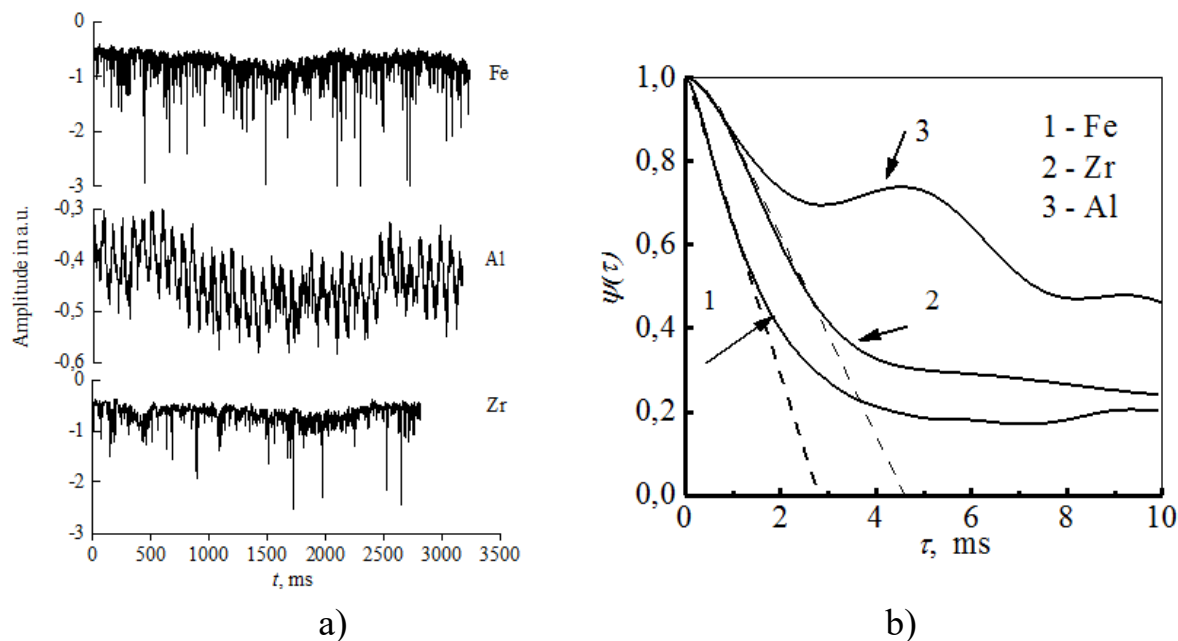 0
-1
-2
-3
Fe
-0,3
-0,4
-0,5
-0,6
Al
0
-1
-2
-3
Zr
Amplitude in a.u.
0 500 1000 1500 2000 2500 3000 3500
t, ms
a)
1,0
0,8
0,6
0,4
0,2
0,0
ψ(τ)
3
1 - Fe
2 - Zr
3 - Al
1
2
0 2 4 6 8 10
τ, ms
b)